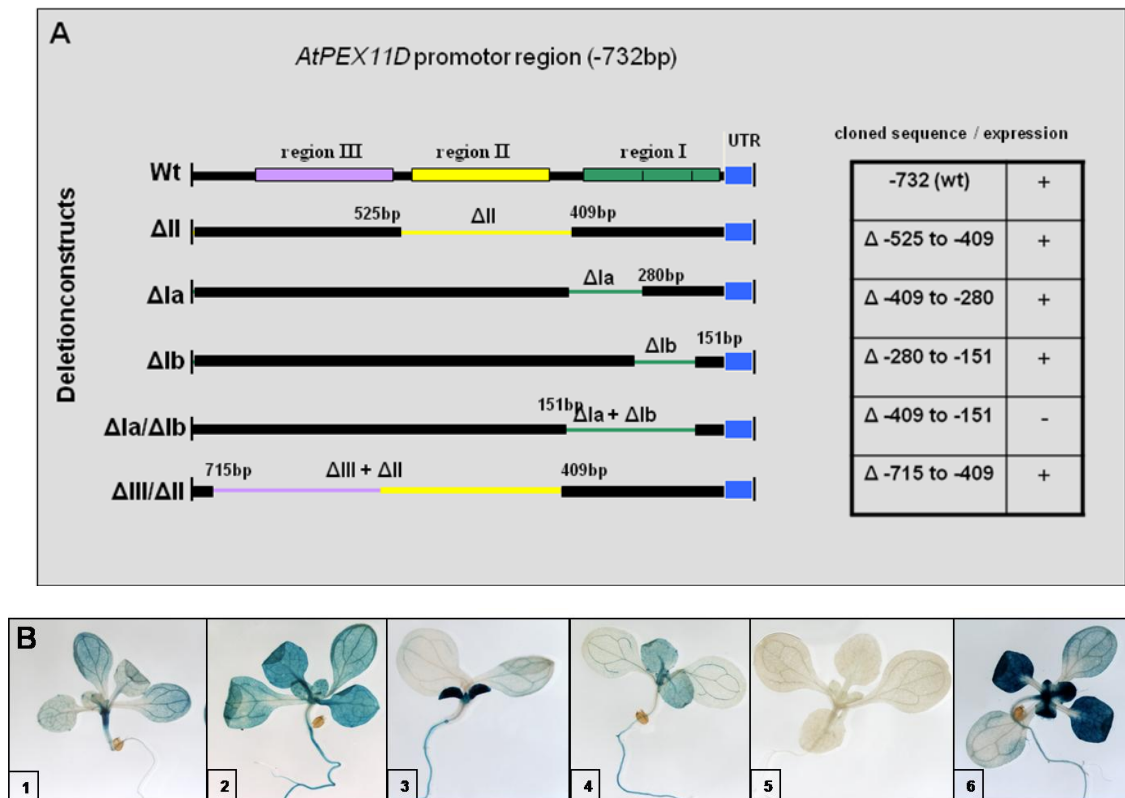 A
AtPEX11D promotor region (-732bp)
cloned sequence / expression
UTR
region III region II region I
Wt
525bp ΔII 409bp
ΔII
ΔIa 280bp
ΔIa
ΔIb 151bp
ΔIb
151bp ΔIa + ΔIb
ΔIa/ΔIb
715bp ΔIII + ΔII 409bp
ΔIII/ΔII
Deletionconstructs
-732 (wt) +
Δ -525 to -409 +
Δ -409 to -280 +
Δ -280 to -151 +
Δ -409 to -151 -
Δ -715 to -409 +
B
1 2 3 4 5 6